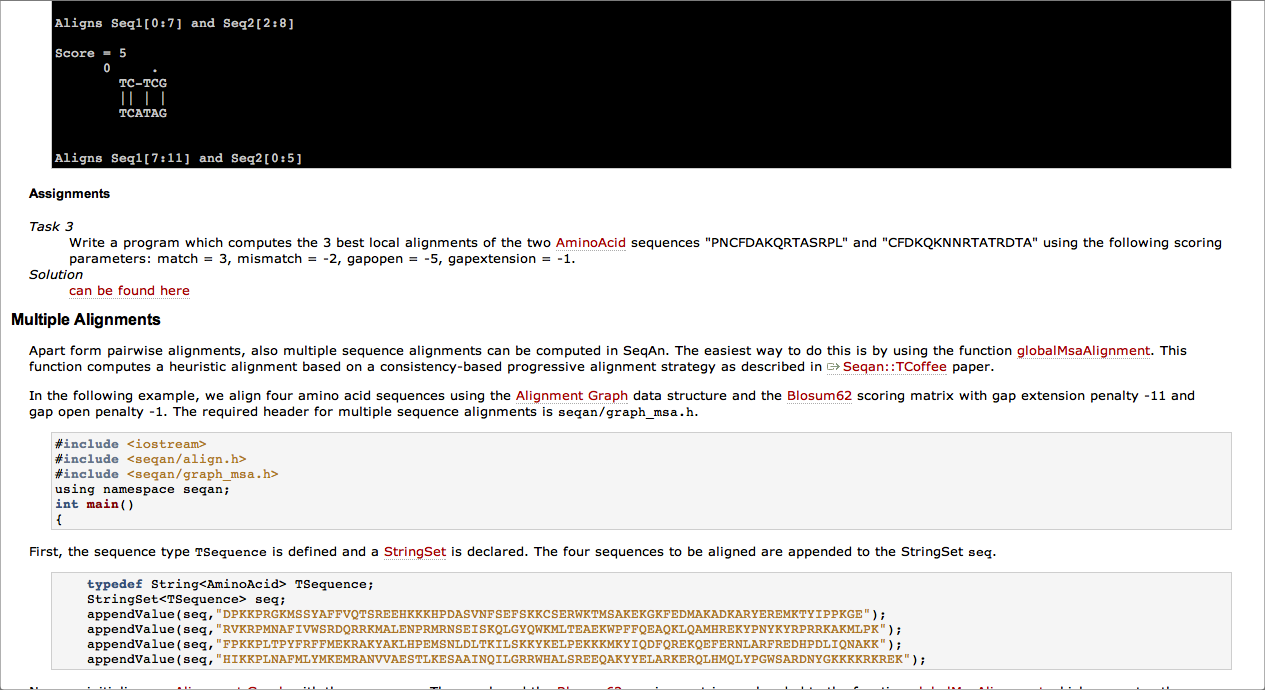 Aligns Seq1[0:7] and Seq2[2:8]
Score = 5
0     .
TC-TCG
|| | |
TCATAG
Aligns Seq1[7:11] and Seq2[0:5]
Assignments
Task 3
Write a program which computes the 3 best local alignments of the two AminoAcid sequences "PNCFDAKQRTASRPL" and "CFDKQKNNRTATRDTA" using the following scoring
parameters: match = 3, mismatch = -2, gapopen = -5, gapextension = -1.
Solution
can be found here
Multiple Alignments
Apart form pairwise alignments, also multiple sequence alignments can be computed in SeqAn. The easiest way to do this is by using the function globalMsaAlignment. This
function computes a heuristic alignment based on a consistency-based progressive alignment strategy as described in Seqan::TCoffee paper.
In the following example, we align four amino acid sequences using the Alignment Graph data structure and the Blosum62 scoring matrix with gap extension penalty -11 and
gap open penalty -1. The required header for multiple sequence alignments is seqan/graph_msa.h.
#include <iostream>
#include <seqan/align.h>
#include <seqan/graph_msa.h>
using namespace seqan;
int main()
{
First, the sequence type TSequence is defined and a StringSet is declared. The four sequences to be aligned are appended to the StringSet seq.
typedef String<AminoAcid> TSequence;
StringSet<TSequence> seq;
appendValue(seq,"DPKKPRGKMSSYAFFVQTSREEHKKKHPDASVNFSEFSKKCSERWKTMSAKEKGKFEDMAKADKARYEREMKTYIPPKGE");
appendValue(seq,"RVKRPMNAFIVWSRDQRRKMALENPRMRNSEISKQLGYQWKMLTEAEKWPFFQEAQKLQAMHREKYPNYKYRPRRKAKMLPK");
appendValue(seq,"FPKKPLTPYFRFFMEKRAKYAKLHPEMSNLDLTKILSKKYKELPEKKKMKYIQDFQREKQEFERNLARFREDHPDLIQNAKK");
appendValue(seq,"HIKKPLNAFMLYMKEMRANVVAESTLKESAAINQILGRRWHALSREEQAKYYELARKERQLHMQLYPGWSARDNYGKKKKRKREK");